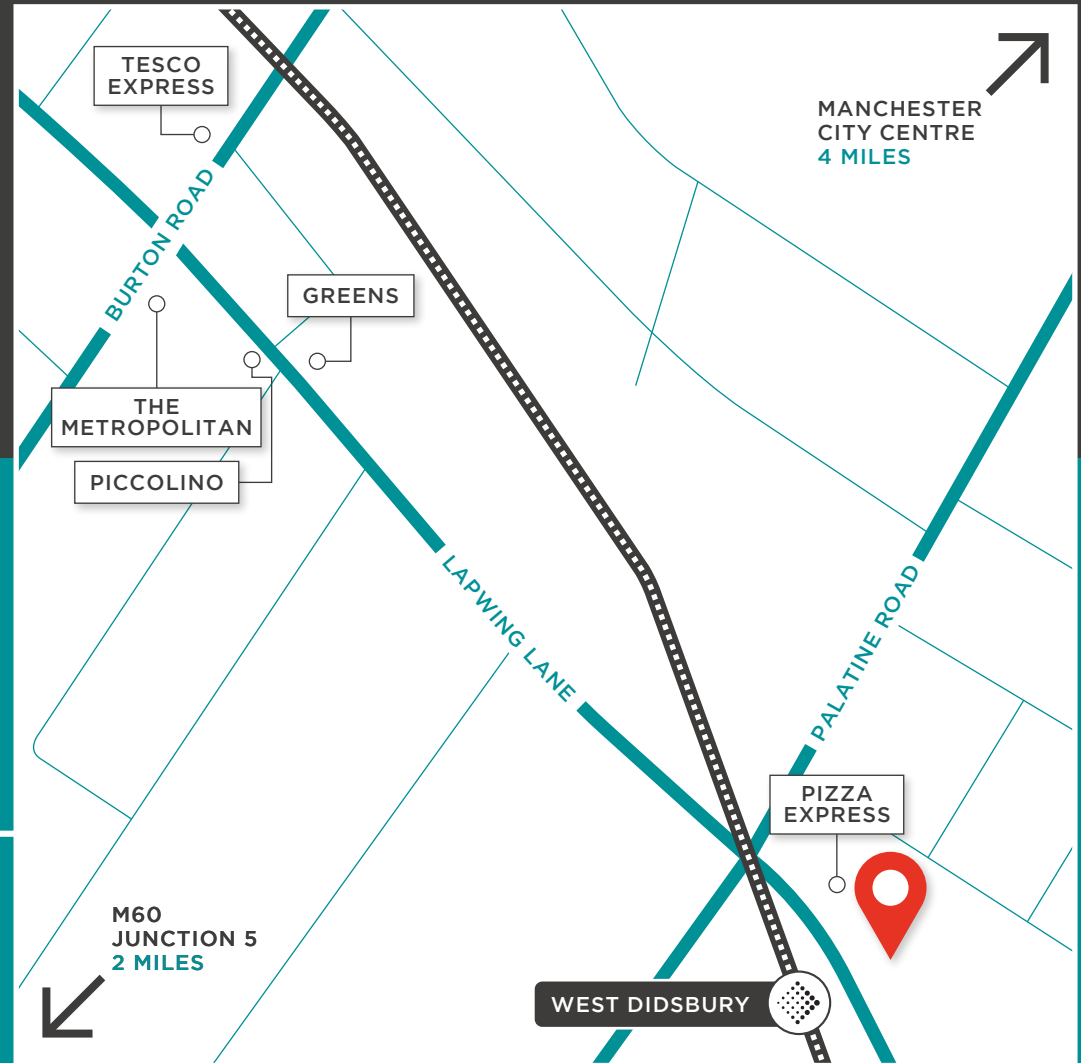 TESCO
EXPRESS
MANCHESTER
CITY CENTRE
4 MILES
BURTON ROAD
GREENS
THE
METROPOLITAN
PICCOLINO
LAPWING LANE
PALATINE ROAD
PIZZA
EXPRESS
M60
JUNCTION 5
2 MILES
WEST DIDSBURY